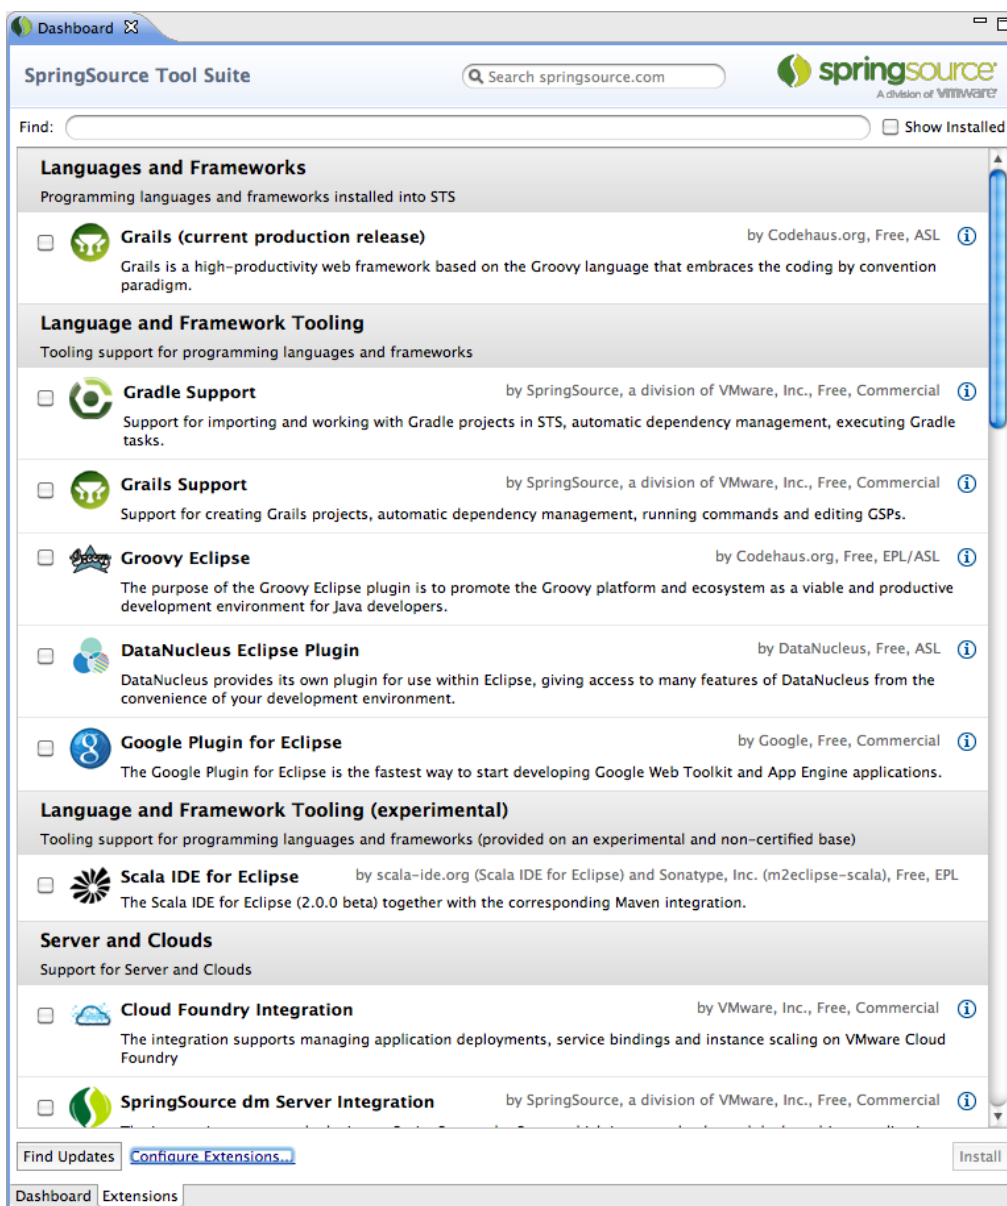 Dashboard
SpringSource Tool Suite
Search springsource.com
springsource
A division of vmware
Find:
Show Installed
Languages and Frameworks
Programming languages and frameworks installed into STS
Grails (current production release)
by Codehaus.org, Free, ASL
Grails is a high-productivity web framework based on the Groovy language that embraces the coding by convention
paradigm.
Language and Framework Tooling
Tooling support for programming languages and frameworks
Gradle Support
by SpringSource, a division of VMware, Inc., Free, Commercial
Support for importing and working with Gradle projects in STS, automatic dependency management, executing Gradle
tasks.
Grails Support
by SpringSource, a division of VMware, Inc., Free, Commercial
Support for creating Grails projects, automatic dependency management, running commands and editing GSPs.
Groovy
Groovy Eclipse
by Codehaus.org, Free, EPL/ASL
The purpose of the Groovy Eclipse plugin is to promote the Groovy platform and ecosystem as a viable and productive
development environment for Java developers.
DataNucleus Eclipse Plugin
by DataNucleus, Free, ASL
DataNucleus provides its own plugin for use within Eclipse, giving access to many features of DataNucleus from the
convenience of your development environment.
g
Google Plugin for Eclipse
by Google, Free, Commercial
The Google Plugin for Eclipse is the fastest way to start developing Google Web Toolkit and App Engine applications.
Language and Framework Tooling (experimental)
Tooling support for programming languages and frameworks (provided on an experimental and non-certified base)
Scala IDE for Eclipse
by scala-ide.org (Scala IDE for Eclipse) and Sonatype, Inc. (m2eclipse-scala), Free, EPL
The Scala IDE for Eclipse (2.0.0 beta) together with the corresponding Maven integration.
Server and Clouds
Support for Server and Clouds
Cloud Foundry Integration
by VMware, Inc., Free, Commercial
The integration supports managing application deployments, service bindings and instance scaling on VMware Cloud
Foundry
SpringSource dm Server Integration
by SpringSource, a division of VMware, Inc., Free, Commercial
Find Updates
Configure Extensions...
Install
Dashboard
Extensions